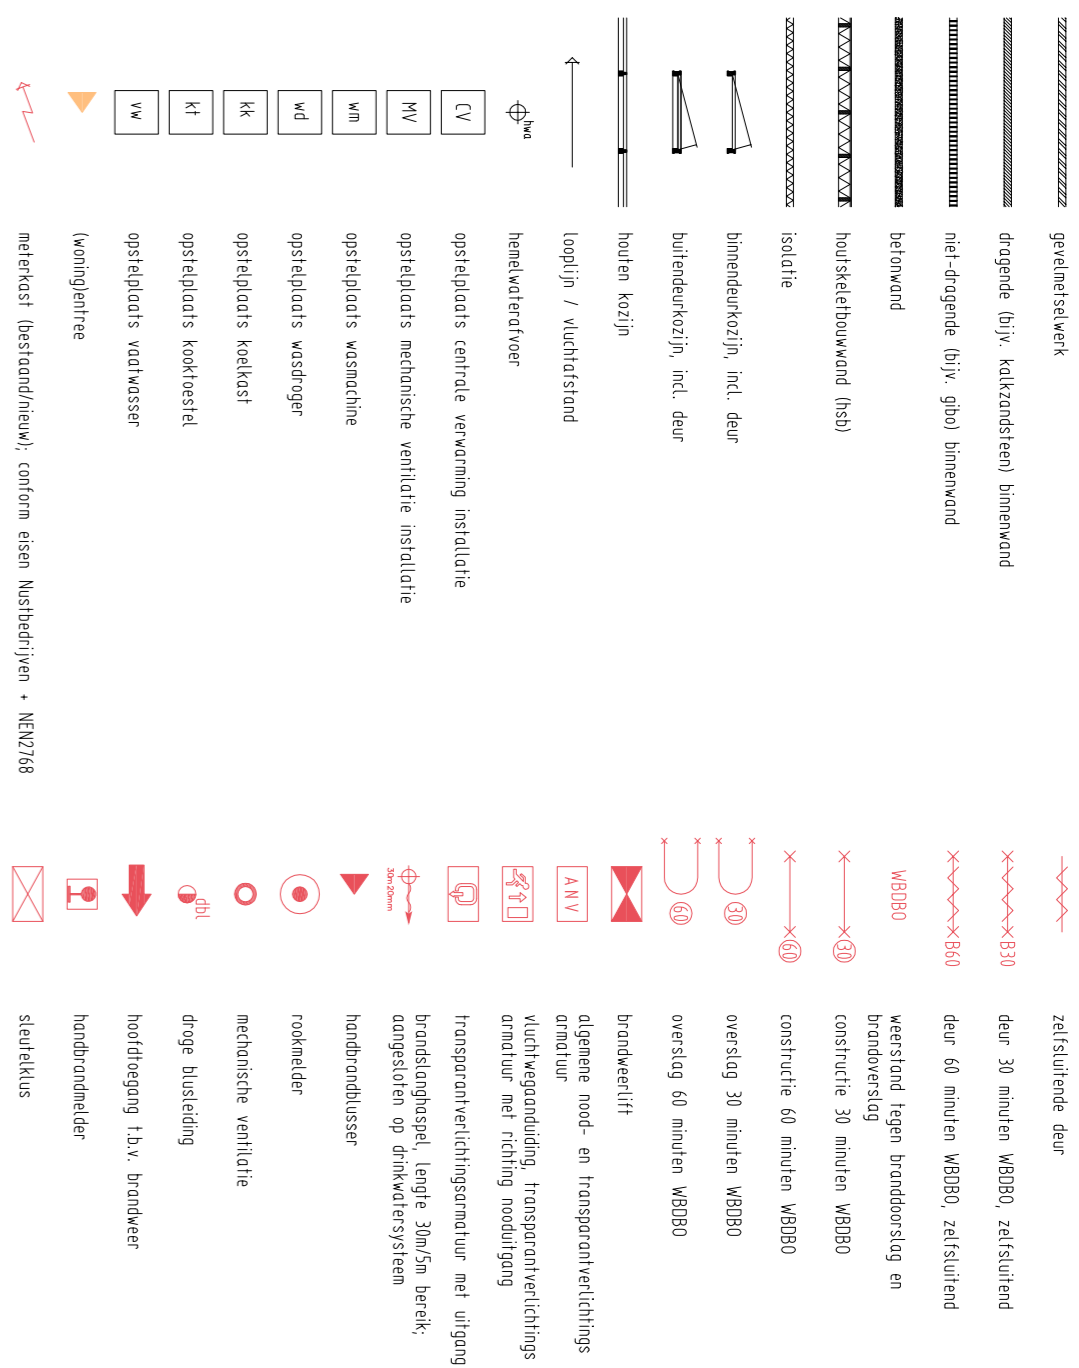 gevelmetselwerk
dragende (bijv. kalkzandsteen) binnenwand
niet-dragende (bijv. gibo) binnenwand
betonwand
houtskeletbouwwand (hsb)
isolatie
binnendeurkozijn, incl. deur
buitendeurkozijn, incl. deur
houten kozijn
looplijn / vluchtafstand
hwa
hemelwaterafvoer
CV
opstelplaats centrale verwarming installatie
MV
opstelplaats mechanische ventilatie installatie
wm
opstelplaats wasmachine
wd
opstelplaats wasdroger
kk
opstelplaats koelkast
kt
opstelplaats kooktoestel
vw
opstelplaats vaatwasser
(woning)entree
meterkast (bestaand/nieuw); conform eisen Nustbedrijven + NEN2768
zelfsluitende deur
B30
deur 30 minuten WBDBO, zelfsluitend
B60
deur 60 minuten WBDBO, zelfsluitend
WBDBO
weerstand tegen branddoorslag en
brandoverslag
30
constructie 30 minuten WBDBO
60
constructie 60 minuten WBDBO
30
overslag 30 minuten WBDBO
60
overslag 60 minuten WBDBO
brandweerlift
ANV
algemene nood- en transparantverlichtings
armatuur
vluchtwegaanduiding, transparantverlichtings
armatuur met richting nooduitgang
transparantverlichtingsarmatuur met uitgang
30m20mm
brandslanghaspel, lengte 30m/5m bereik;
aangesloten op drinkwatersysteem
handbrandblusser
rookmelder
mechanische ventilatie
dbl
droge blusleiding
hoofdtoegang t.b.v. brandweer
handbrandmelder
sleutelklus